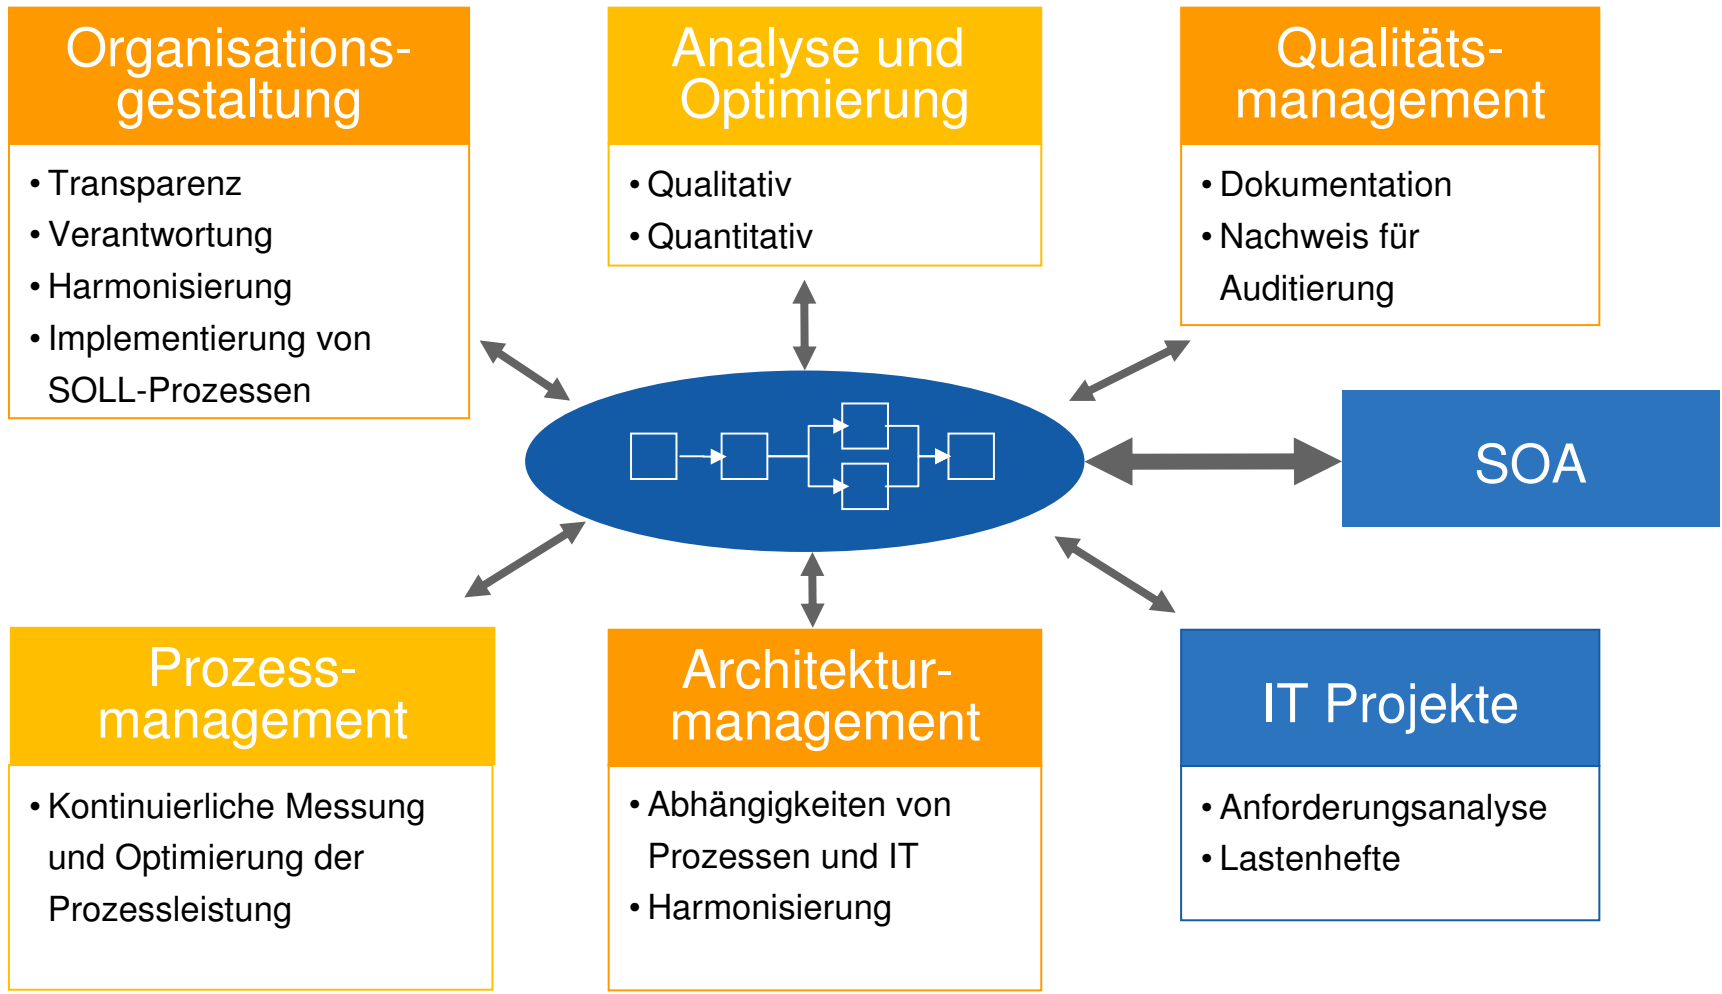 Organisations-
gestaltung
• Transparenz
• Verantwortung
• Harmonisierung
• Implementierung von
SOLL-Prozessen
Analyse und
Optimierung
• Qualitativ
• Quantitativ
Qualitäts-
management
• Dokumentation
• Nachweis für
Auditierung
SOA
Prozess-
management
• Kontinuierliche Messung
und Optimierung der
Prozessleistung
Architektur-
management
• Abhängigkeiten von
Prozessen und IT
• Harmonisierung
IT Projekte
• Anforderungsanalyse
• Lastenhefte